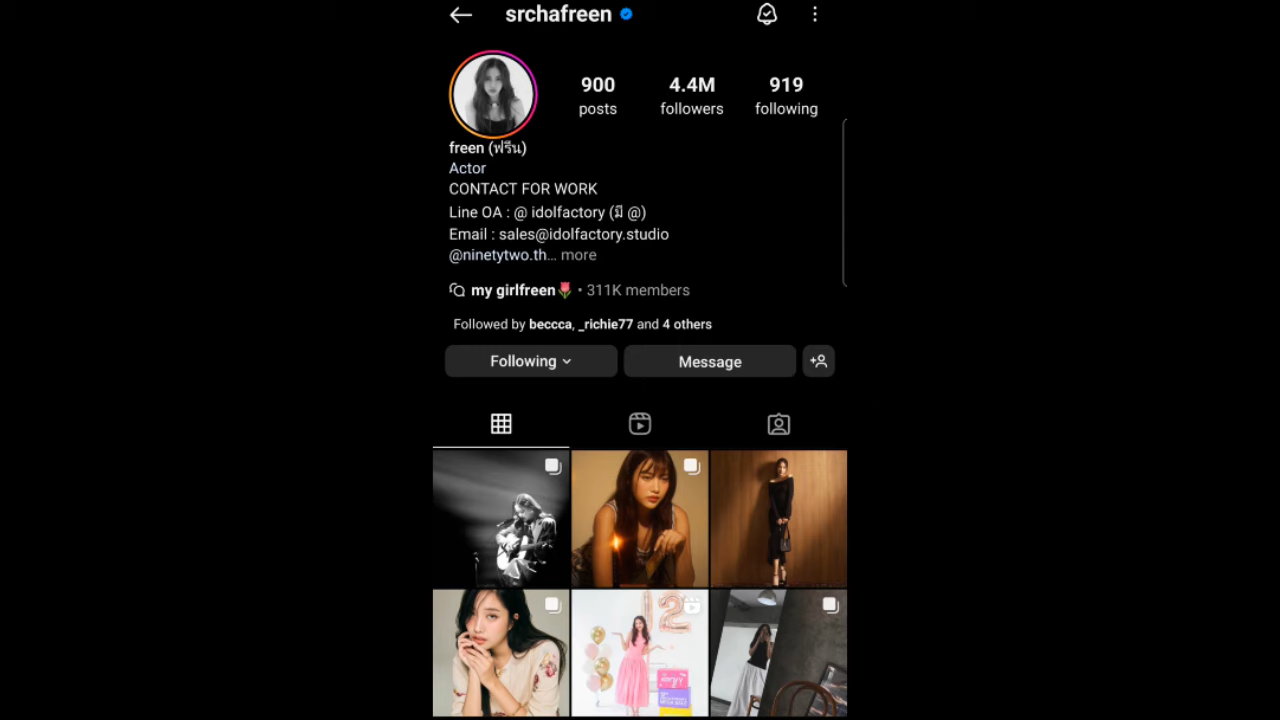 srchafreen
900
4.4M
919
posts
followers
following
freen (ฟรีน)
Actor
CONTACT FOR WORK
Line OA : @ idolfactory (มี @)
Email : sales@idolfactory.studio
@ninetytwo.th... more
my girlfreen🌷 • 311K members
Followed by beccca, _richie77 and 4 others
Following
Message
12